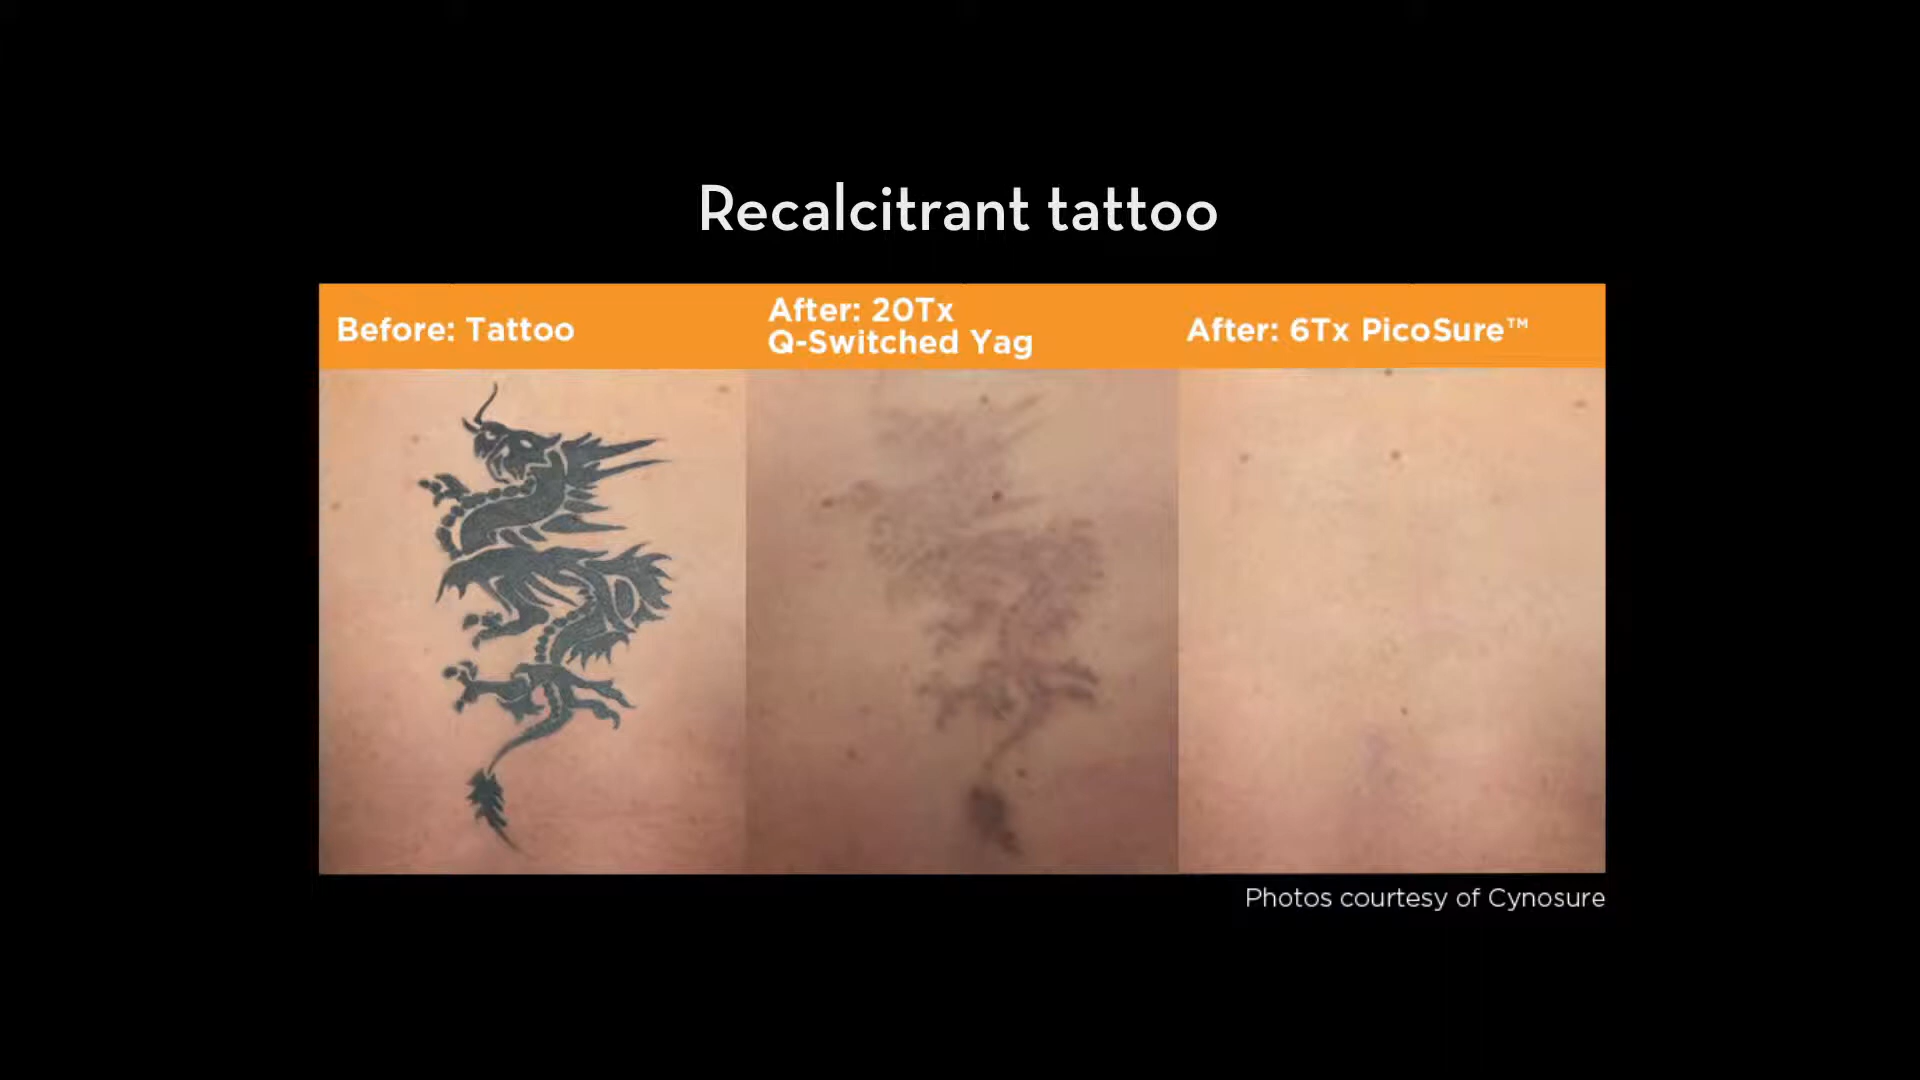 Recalcitrant tattoo
Before: Tattoo
After: 20Tx
Q-Switched Yag
After: 6Tx PicoSure™
Photos courtesy of Cynosure